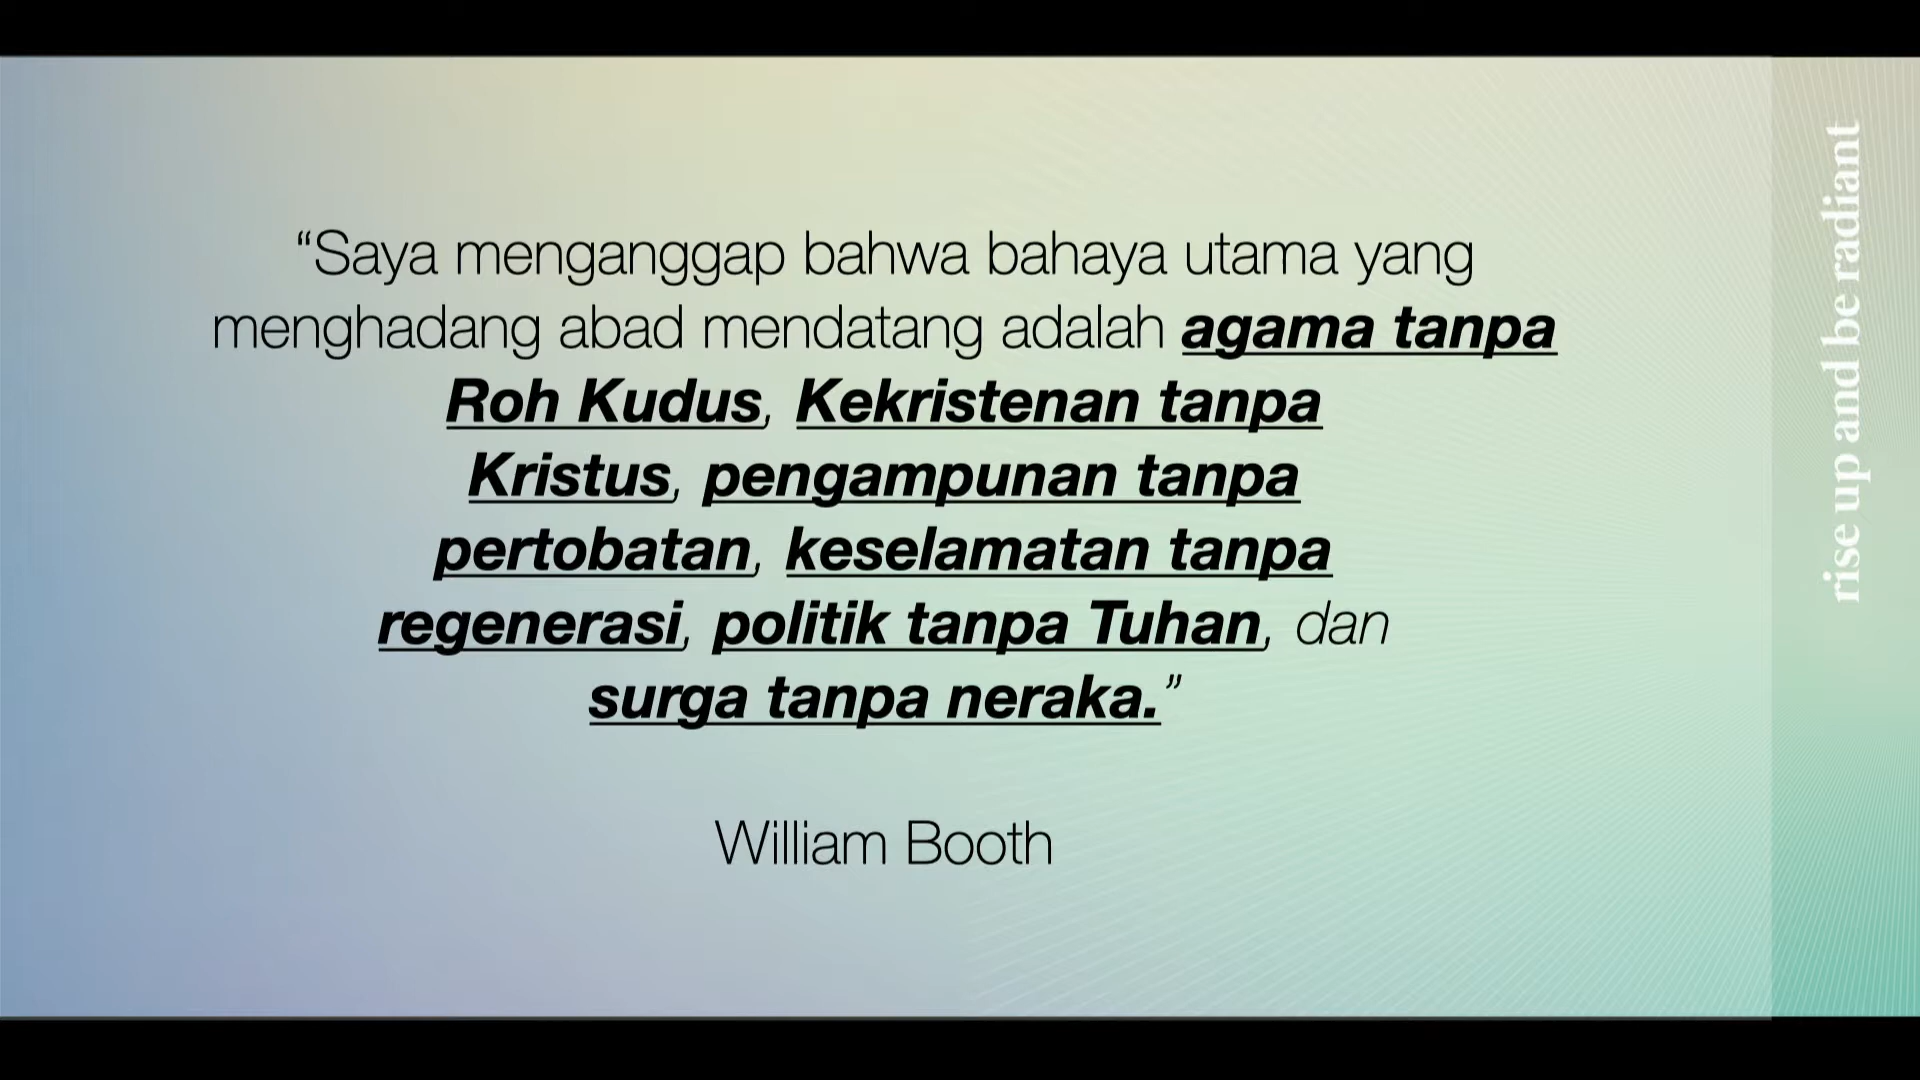 “Saya menganggap bahwa bahaya utama yang
menghadang abad mendatang adalah agama tanpa
Roh Kudus, Kekristenan tanpa
Kristus, pengampunan tanpa
pertobatan, keselamatan tanpa
regenerasi, politik tanpa Tuhan, dan
surga tanpa neraka.”
William Booth
rise up and be radiant